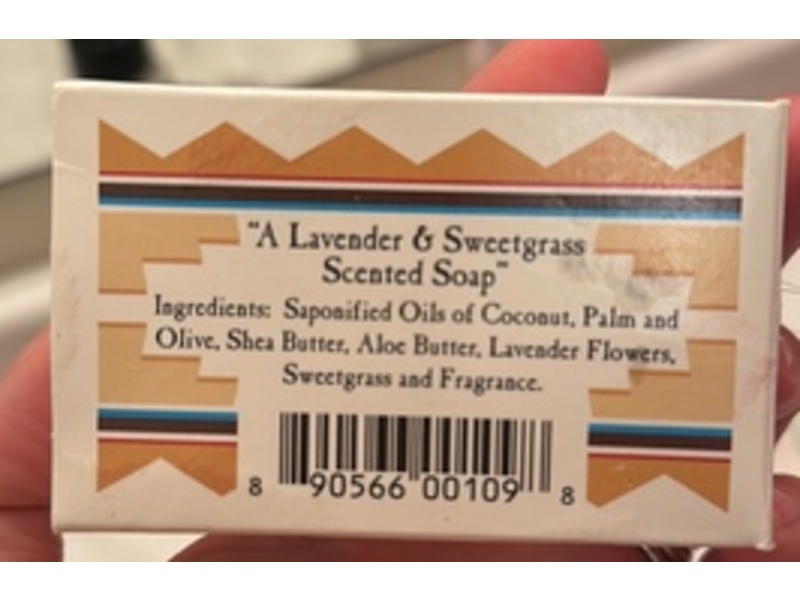 "A Lavender & Sweetgrass
Scented Soap"
Ingredients: Saponified Oils of Coconut, Palm and
Olive, Shea Butter, Aloe Butter, Lavender Flowers,
Sweetgrass and Fragrance.
8 90566 00109 8